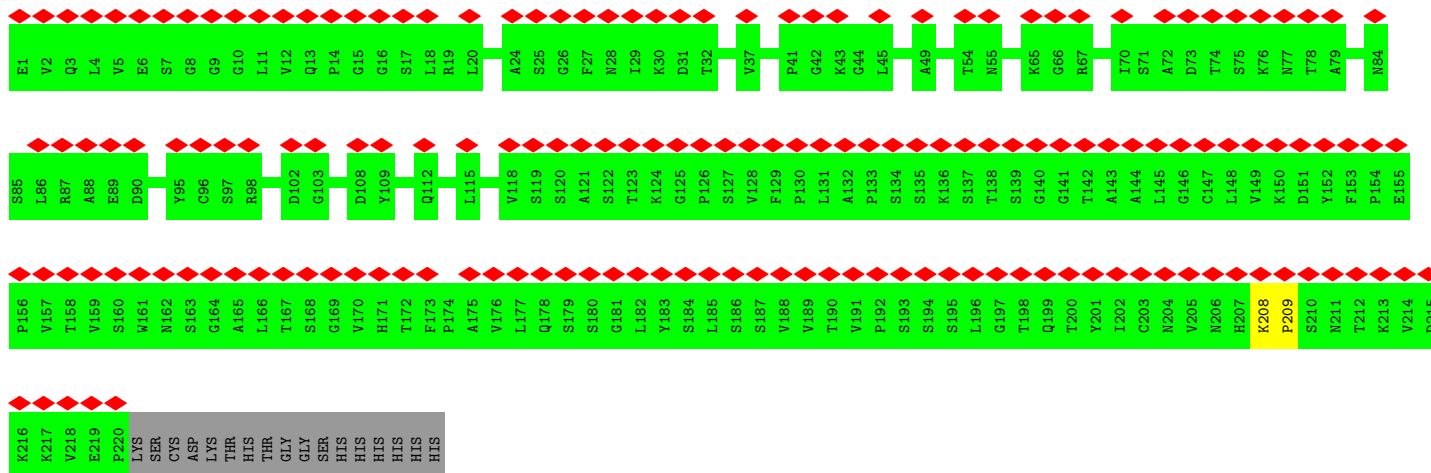 E1 V2 Q3 L4 V5 E6 S7 G8 G9 G10 L11 V12 Q13 P14 G15 G16 S17 L18 R19 L20 A24 S25 G26 F27 N28 I29 K30 D31 T32 V37 P41 G42 K43 G44 L45 A49 T54 N55 K65 G66 R67 I70 S71 A72 D73 T74 S75 K76 N77 T78 A79 N84
S85 L86 R87 A88 E89 D90 Y95 C96 S97 R98 D102 G103 D108 Y109 Q112 L115 V118 S119 S120 A121 S122 T123 K124 G125 P126 S127 V128 F129 P130 L131 A132 P133 S134 S135 K136 S137 T138 S139 G140 G141 T142 A143 A144 L145 G146 C147 L148 V149 K150 D151 Y152 F153 P154 E155
P156 V157 T158 V159 S160 W161 N162 S163 G164 A165 L166 T167 S168 G169 V170 H171 T172 F173 P174 A175 V176 L177 Q178 S179 S180 G181 L182 Y183 S184 L185 S186 S187 V188 V189 T190 V191 P192 S193 S194 S195 L196 G197 T198 Q199 T200 Y201 I202 C203 N204 V205 N206 H207 K208 P209 S210 N211 T212 K213 V214 D215
K216 K217 V218 E219 P220 LYS SER CYS ASP LYS THR HIS THR GLY GLY SER HIS HIS HIS HIS HIS HIS